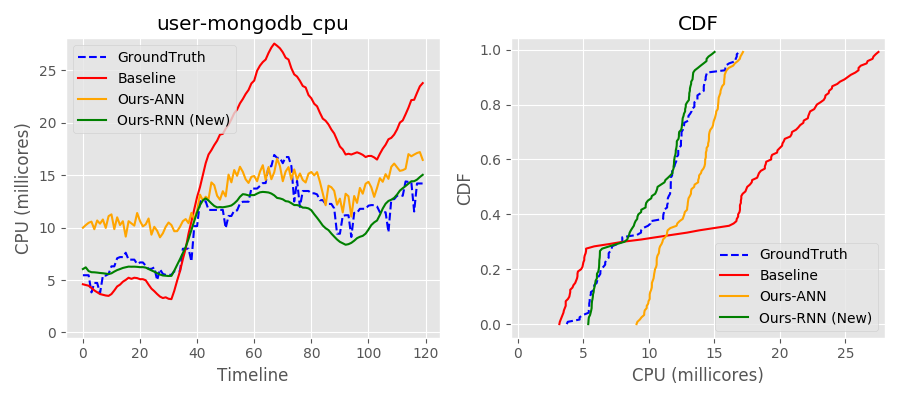 user-mongodb_cpu
CPU (millicores)
25
20
15
10
5
0
GroundTruth
Baseline
Ours-ANN
Ours-RNN (New)
0 20 40 60 80 100 120
Timeline
CDF
CDF
1.0
0.8
0.6
0.4
0.2
0.0
GroundTruth
Baseline
Ours-ANN
Ours-RNN (New)
0 5 10 15 20 25
CPU (millicores)